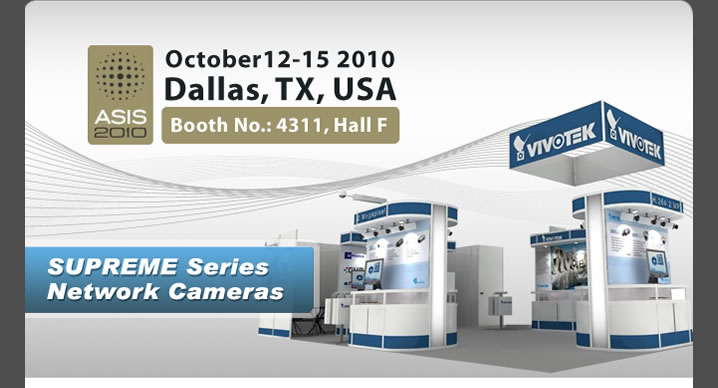 October12-15 2010
Dallas, TX, USA
ASIS
2010
Booth No.: 4311, Hall F
VIVOTEK
VIVOTEK
SUPREME Series
Network Cameras